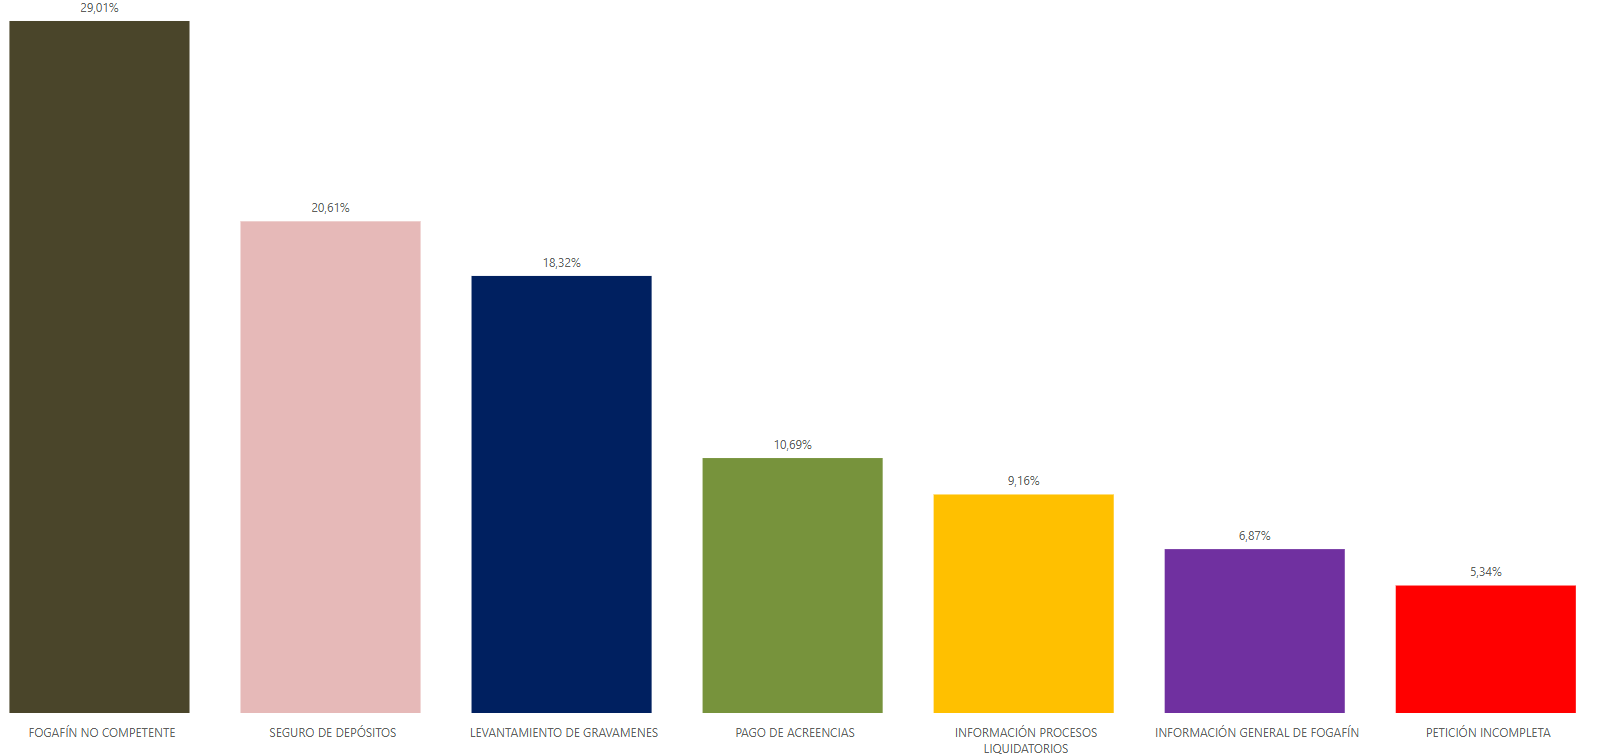 29,01%
20,61%
18,32%
10,69%
9,16%
6,87%
5,34%
FOGAFÍN NO COMPETENTE
SEGURO DE DEPÓSITOS
LEVANTAMIENTO DE GRAVAMENES
PAGO DE ACREENCIAS
INFORMACIÓN PROCESOS
LIQUIDATORIOS
INFORMACIÓN GENERAL DE FOGAFÍN
PETICIÓN INCOMPLETA